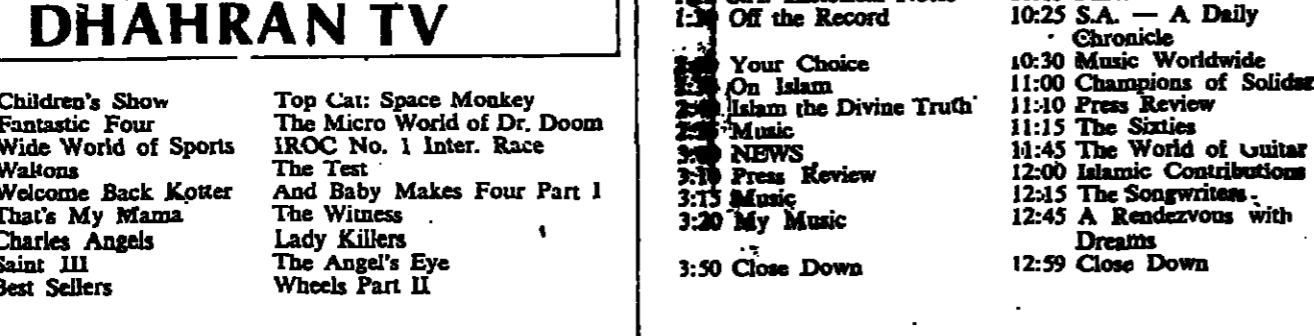 DHAHRAN TV
Children's Show Top Cat: Space Monkey
Fantastic Four The Micro World of Dr. Doom
Wide World of Sports IROC No. 1 Inter. Race
Waltons The Test
Welcome Back Kotter And Baby Makes Four Part I
That's My Mama The Witness
Charles Angels Lady Killers
Saint III The Angel's Eye
Best Sellers Wheels Part II
1:30 Off the Record
Your Choice
On Islam
Islam the Divine Truth
Music
3:00 NEWS
3:10 Press Review
3:15 Music
3:20 My Music
3:50 Close Down
10:25 S.A. — A Daily
Chronicle
10:30 Music Worldwide
11:00 Champions of
11:10 Press Review
11:15 The Sixties
11:45 The World of Guitar
12:00 Islamic Contributions
12:15 The Songwriters
12:45 A Rendezvous with
Dreams
12:59 Close Down